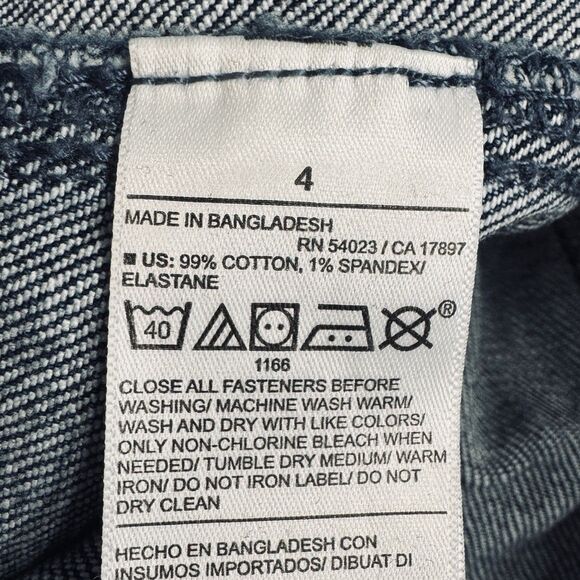 4
MADE IN BANGLADESH
RN 54023 / CA 17897
■ US: 99% COTTON, 1% SPANDEX/
ELASTANE
40 ®
1166
CLOSE ALL FASTENERS BEFORE
WASHING/ MACHINE WASH WARM/
WASH AND DRY WITH LIKE COLORS/
ONLY NON-CHLORINE BLEACH WHEN
NEEDED/ TUMBLE DRY MEDIUM/ WARM
IRON/ DO NOT IRON LABEL/ DO NOT
DRY CLEAN
HECHO EN BANGLADESH CON
INSUMOS IMPORTADOS/ DIBUAT DI